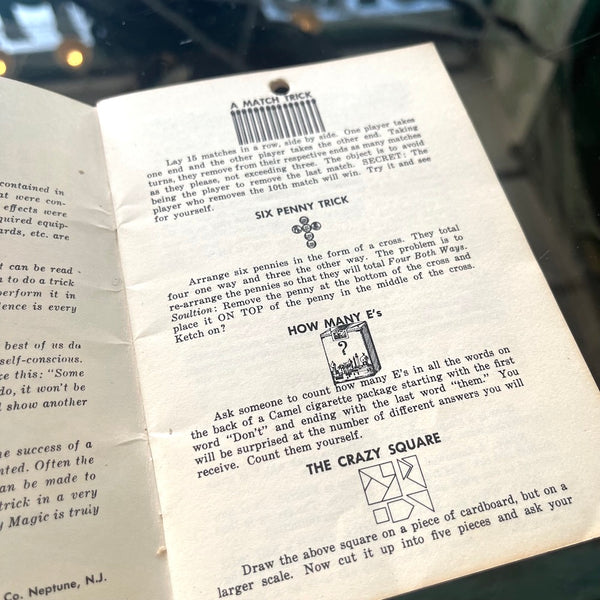 contained in
at were con-
effects were
quired equip-
ards, etc. are
t can be read -
n to do a trick
perform it in
ience is every
best of us do
self-conscious.
ke this: "Some
do, it won't be
l show another
he success of a
nted. Often the
an be made to
trick in a very
y Magic is truly
Co. Neptune, N.J.
A MATCH TRICK
Lay 15 matches in a row, side by side. One player takes
one end and the other player takes the other end. Taking
turns, they remove from their respective ends as many matches
as they please, not exceeding three. The object is to avoid
being the player to remove the last match. SECRET: The
player who removes the 10th match will win. Try it and see
for yourself.
SIX PENNY TRICK
Arrange six pennies in the form of a cross. They total
four one way and three the other way. The problem is to
re-arrange the pennies so that they will total Four Both Ways.
Soultion: Remove the penny at the bottom of the cross and
place it ON TOP of the penny in the middle of the cross.
Ketch on?
HOW MANY E's
?
Ask someone to count how many E's in all the words on
the back of a Camel cigarette package starting with the first
word "Don't" and ending with the last word "them." You
will be surprised at the number of different answers you will
receive. Count them yourself.
THE CRAZY SQUARE
Draw the above square on a piece of cardboard, but on a
larger scale. Now cut it up into five pieces and ask your